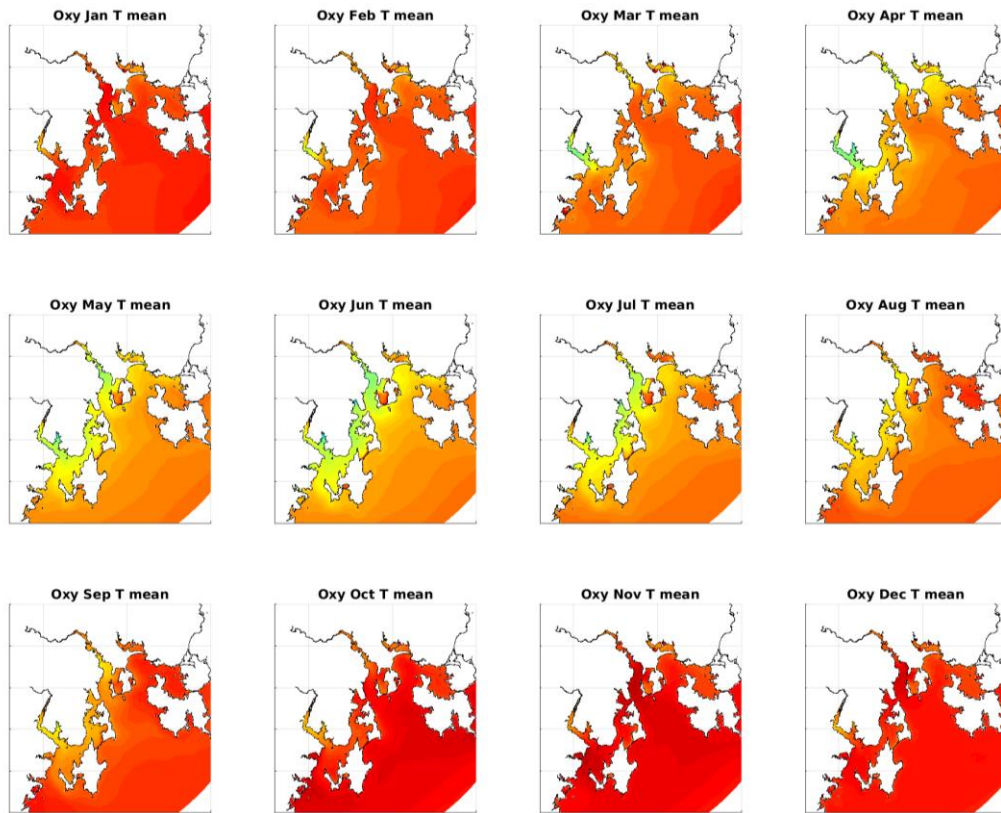 Oxy Jan T mean
Oxy Feb T mean
Oxy Mar T mean
Oxy Apr T mean
Oxy May T mean
Oxy Jun T mean
Oxy Jul T mean
Oxy Aug T mean
Oxy Sep T mean
Oxy Oct T mean
Oxy Nov T mean
Oxy Dec T mean